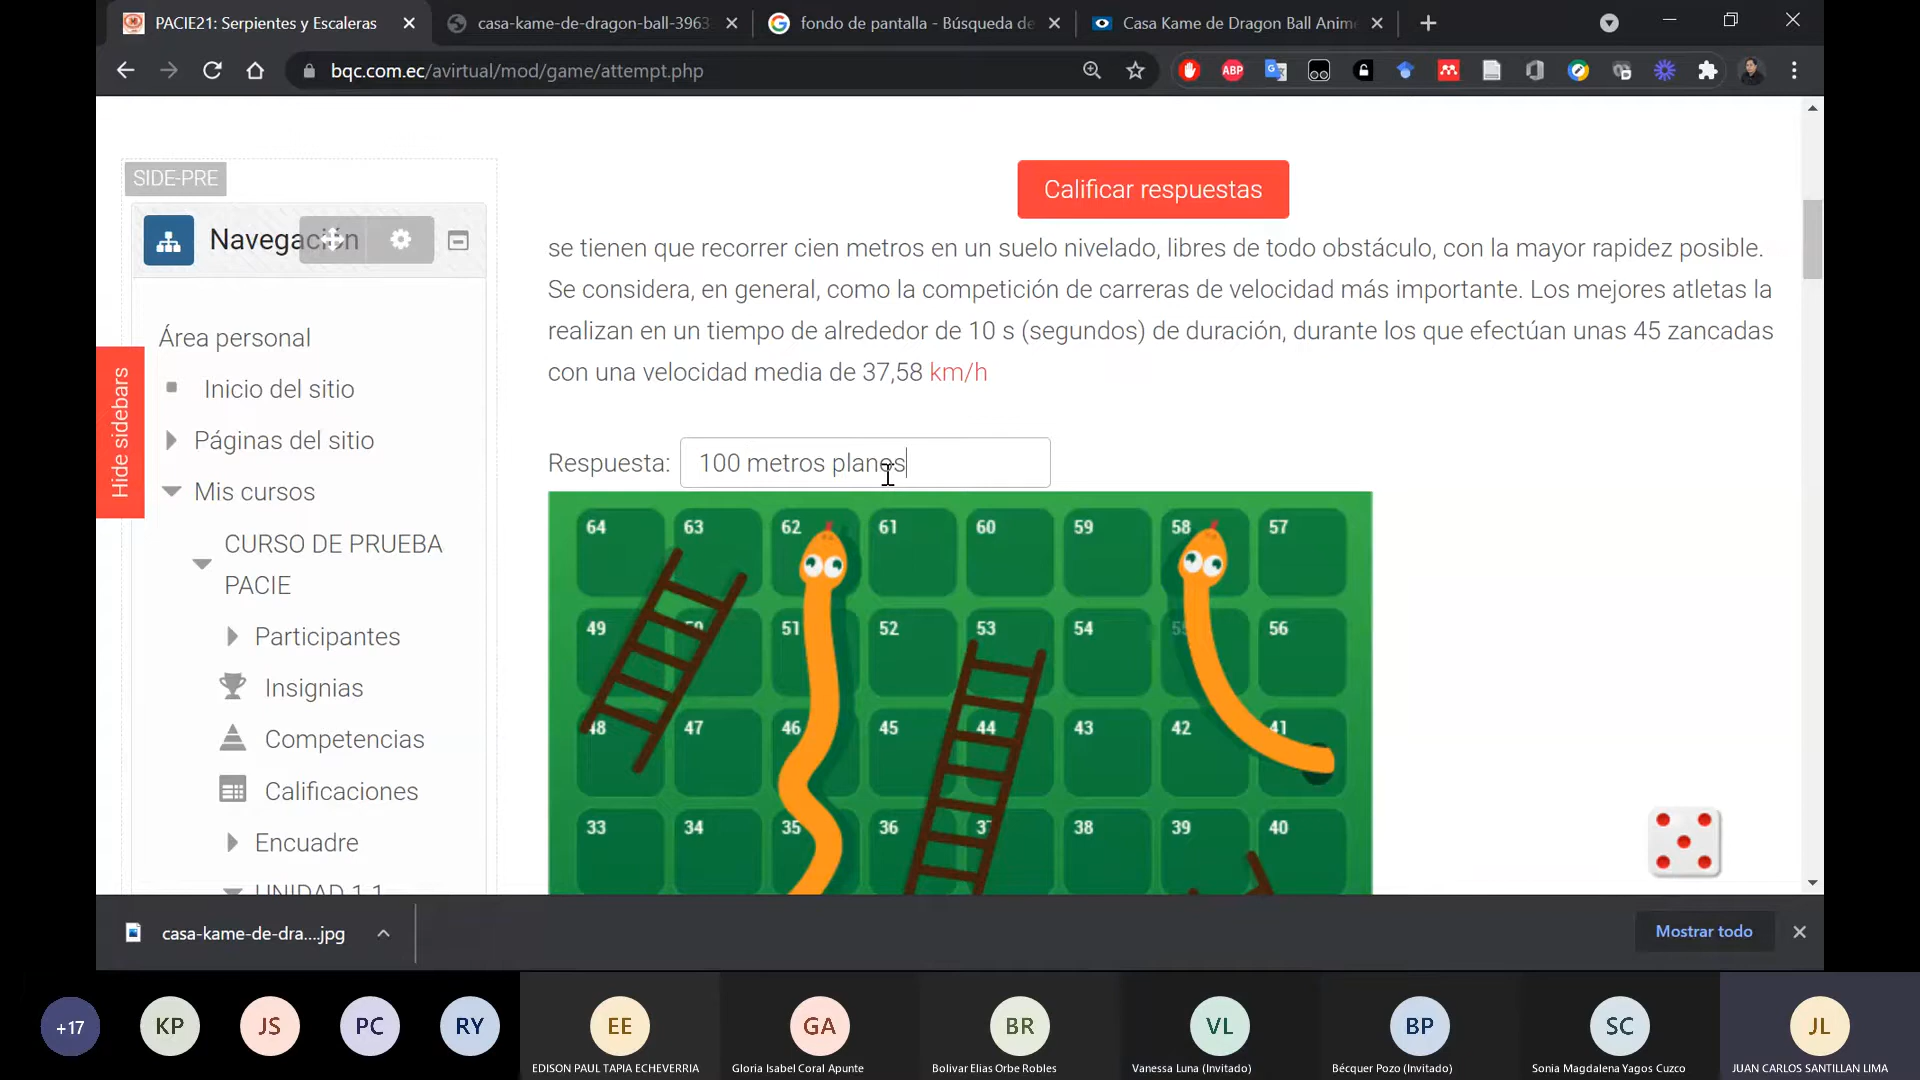 PACIE21: Serpientes y Escaleras
casa-kame-de-dragon-ball-3963
fondo de pantalla - Búsqueda de
Casa Kame de Dragon Ball Anime
bqc.com.ec/avirtual/mod/game/attempt.php
ABP
SIDE-PRE
Navegación
Calificar respuestas
se tienen que recorrer cien metros en un suelo nivelado, libres de todo obstáculo, con la mayor rapidez posible.
Se considera, en general, como la competición de carreras de velocidad más importante. Los mejores atletas la
realizan en un tiempo de alrededor de 10 s (segundos) de duración, durante los que efectúan unas 45 zancadas
con una velocidad media de 37,58 km/h
Área personal
Inicio del sitio
Páginas del sitio
Mis cursos
CURSO DE PRUEBA
PACIE
Participantes
Insignias
Competencias
Calificaciones
Encuadre
UNIDAD 1.1
Hide sidebars
Respuesta: 100 metros planos
64 63 62 61 60 59 58 57
49 50 51 52 53 54 55 56
48 47 46 45 44 43 42 41
33 34 35 36 37 38 39 40
casa-kame-de-dra....jpg
Mostrar todo
+17 KP JS PC RY EE GA BR VL BP SC JL
EDISON PAUL TAPIA ECHEVERRIA
Gloria Isabel Coral Apunte
Bolivar Elias Orbe Robles
Vanessa Luna (Invitado)
Bécquer Pozo (Invitado)
Sonia Magdalena Yagos Cuzco
JUAN CARLOS SANTILLAN LIMA